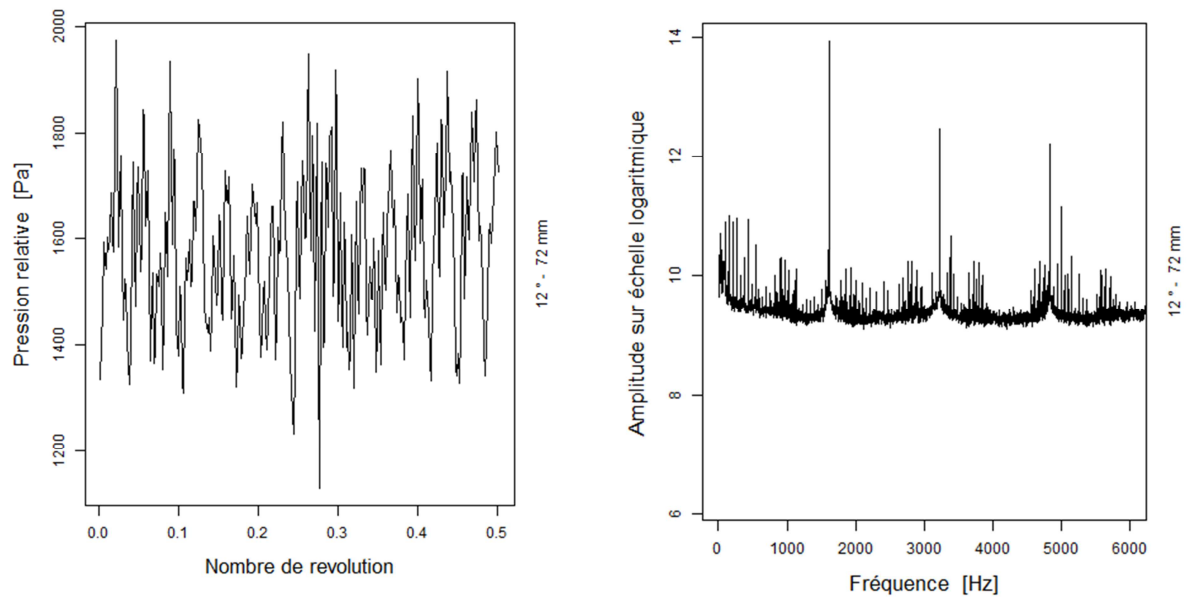 Pression relative [Pa]
2000
1800
1600
1400
1200
0.0 0.1 0.2 0.3 0.4 0.5
Nombre de revolution
12 ° - 72 mm
Amplitude sur échelle logaritmique
14
12
10
8
6
0 1000 2000 3000 4000 5000 6000
Fréquence [Hz]
12 ° - 72 mm